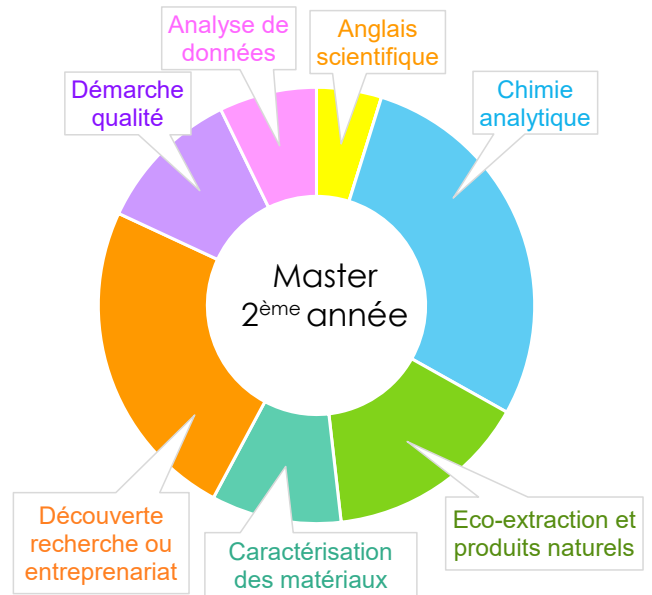 Analyse de
données
Anglais
scientifique
Démarche
qualité
Chimie
analytique
Master
2ème année
Découverte
recherche ou
entreprenariat
Caractérisation
des matériaux
Eco-extraction et
produits naturels